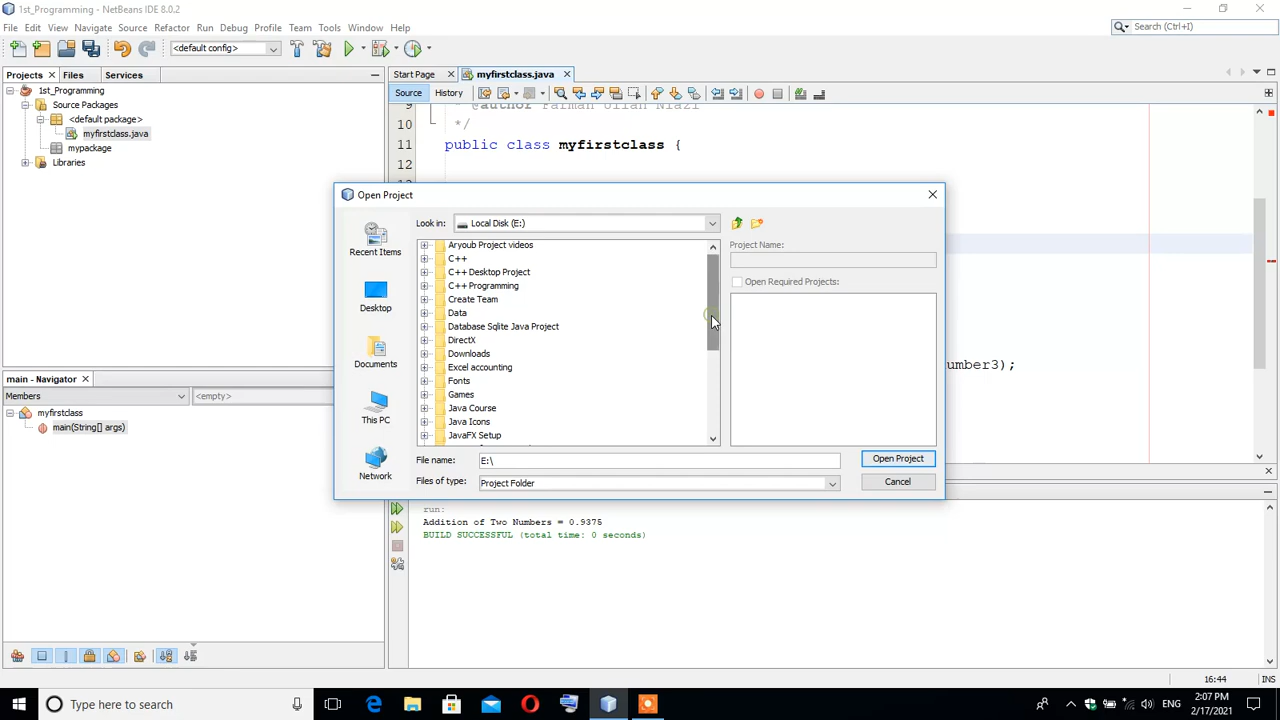 1st_Programming - NetBeans IDE 8.0.2
File Edit View Navigate Source Refactor Run Debug Profile Team Tools Window Help
Search (Ctrl+I)
<default config>
Projects Files Services
Start Page myfirstclass.java
Source History
1st_Programming
Source Packages
<default package>
myfirstclass.java
mypackage
Libraries
9 * @author Faiman Ullah Niazi
10 */
11 public class myfirstclass {
12
umber3);
Open Project
Look in: Local Disk (E:)
Recent Items
Desktop
Documents
This PC
Network
Aryoub Project videos
C++
C++ Desktop Project
C++ Programming
Create Team
Data
Database Sqlite Java Project
DirectX
Downloads
Excel accounting
Fonts
Games
Java Course
Java Icons
JavaFX Setup
Project Name:
Open Required Projects:
File name: E:\
Files of type: Project Folder
Open Project
Cancel
main - Navigator
Members <empty>
myfirstclass
main(String[] args)
run:
Addition of Two Numbers = 0.9375
BUILD SUCCESSFUL (total time: 0 seconds)
16:44 INS
Type here to search
ENG
2:07 PM
2/17/2021